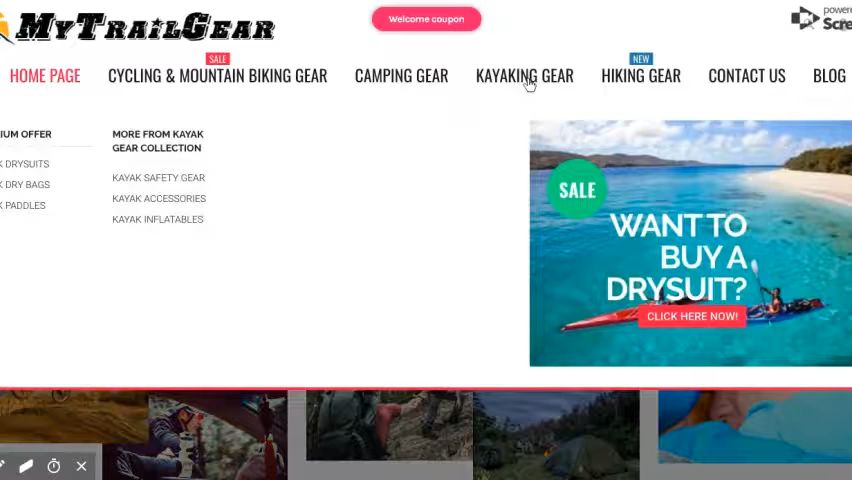 MyTrailGear
Welcome coupon
powere
Scre
SALE
NEW
HOME PAGE
CYCLING & MOUNTAIN BIKING GEAR
CAMPING GEAR
KAYAKING GEAR
HIKING GEAR
CONTACT US
BLOG
IUM OFFER
K DRYSUITS
K DRY BAGS
K PADDLES
MORE FROM KAYAK
GEAR COLLECTION
KAYAK SAFETY GEAR
KAYAK ACCESSORIES
KAYAK INFLATABLES
SALE
WANT TO
BUY A
DRYSUIT?
CLICK HERE NOW!